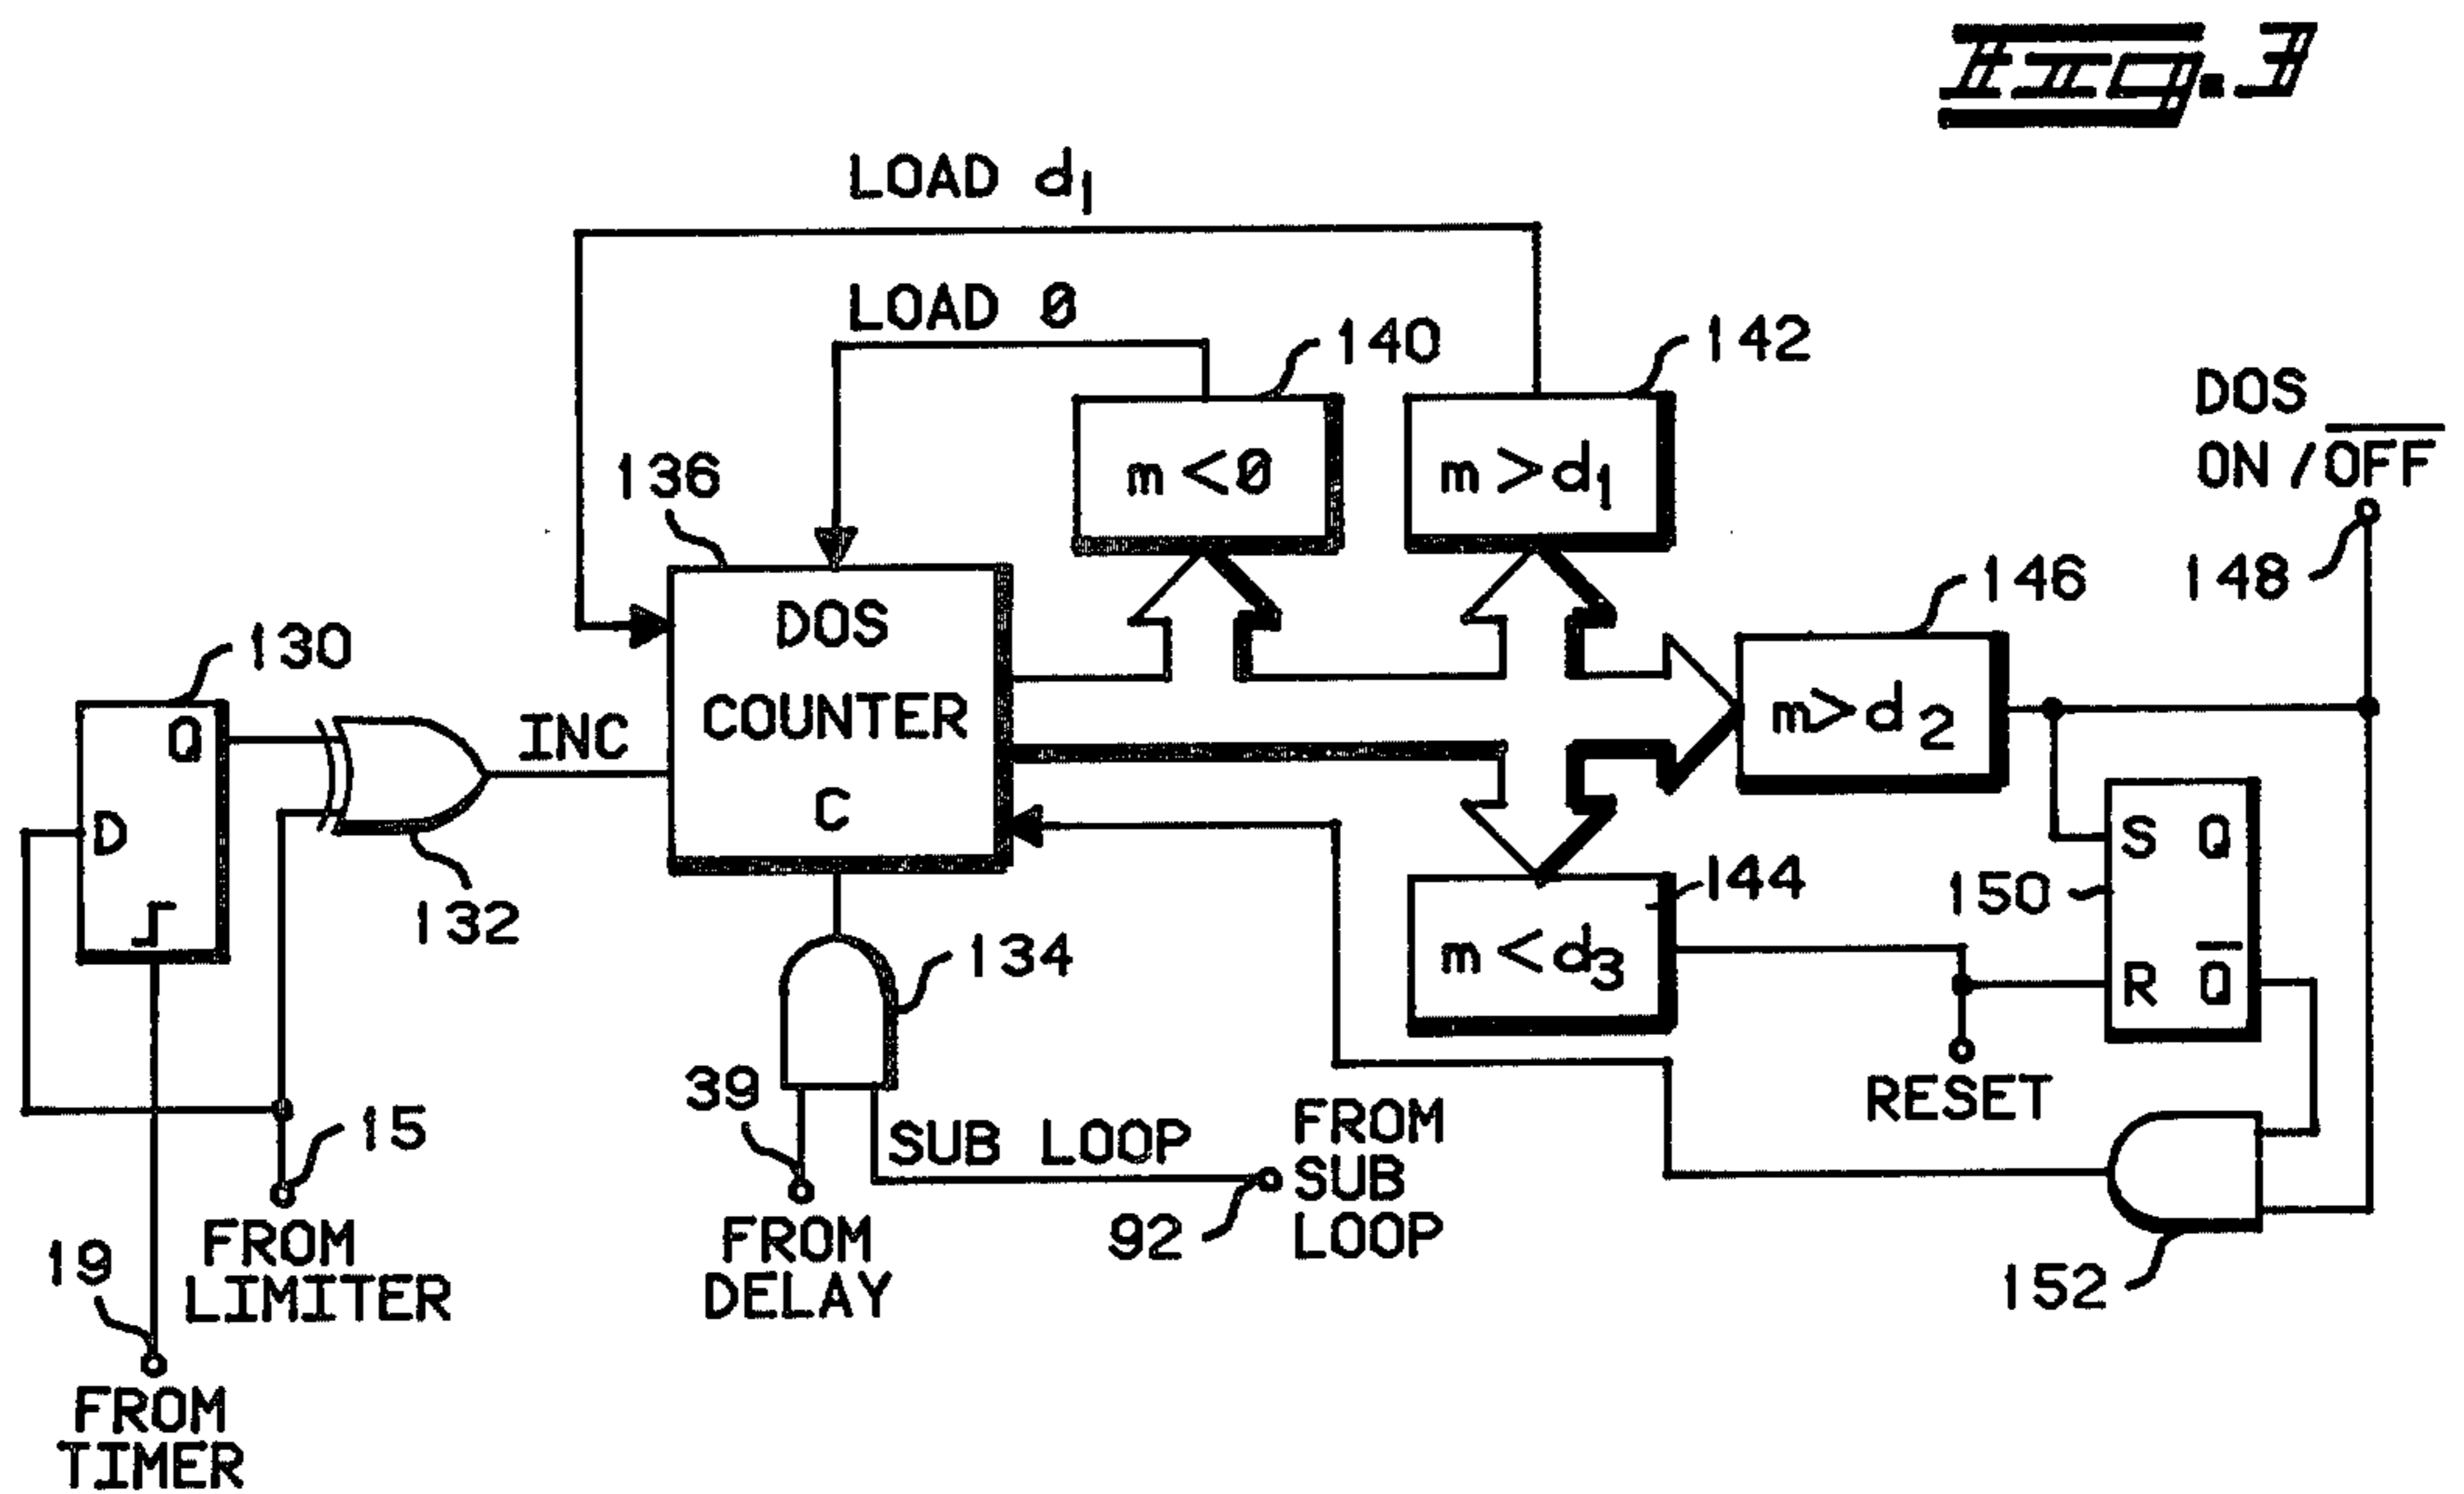 Fig. 3
LOAD d1
LOAD 0
140
142
DOS
ON / OFF
136
m < 0
m > d1
146
148
130
DOS
COUNTER
C
INC
Q
D
m > d2
132
134
144
150
S Q
R Q
m < d3
39
RESET
15
SUB LOOP
FROM
SUB
LOOP
92
152
19
FROM
LIMITER
FROM
DELAY
FROM
TIMER